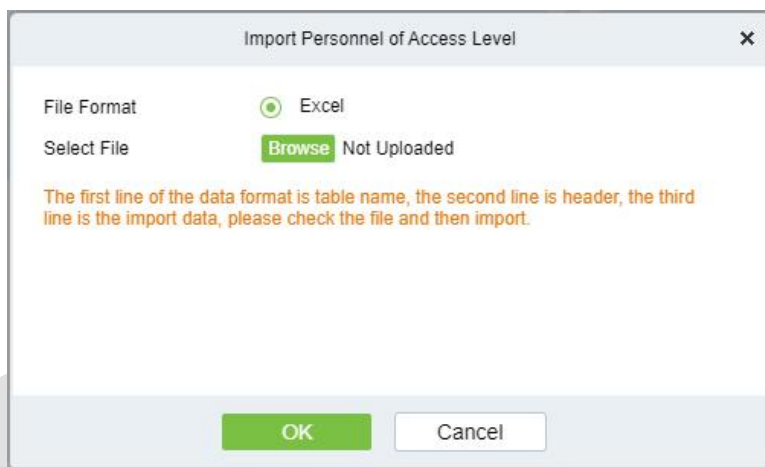 Import Personnel of Access Level
File Format Excel
Select File Browse Not Uploaded
The first line of the data format is table name, the second line is header, the third
line is the import data, please check the file and then import.
OK Cancel